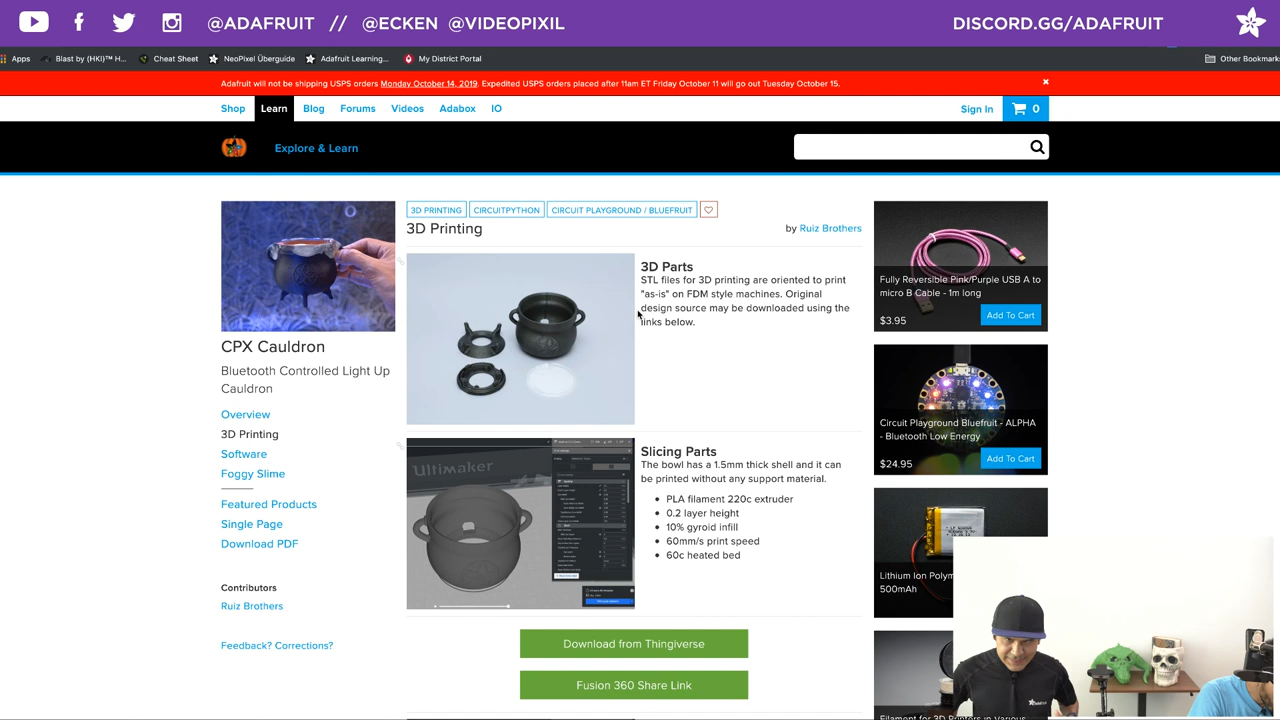 @ADAFRUIT // @ECKEN @VIDEOPIXIL
DISCORD.GG/ADAFRUIT
Apps
Blast by (HKI)™ H...
Cheat Sheet
NeoPixel Überguide
Adafruit Learning...
My District Portal
Other Bookmark
Adafruit will not be shipping USPS orders Monday October 14, 2019. Expedited USPS orders placed after 11am ET Friday October 11 will go out Tuesday October 15.
Shop
Learn
Blog
Forums
Videos
Adabox
IO
Sign In
0
Explore & Learn
CPX Cauldron
Bluetooth Controlled Light Up
Cauldron
Overview
3D Printing
Software
Foggy Slime
Featured Products
Single Page
Download PDF
Contributors
Ruiz Brothers
Feedback? Corrections?
3D PRINTING
CIRCUITPYTHON
CIRCUIT PLAYGROUND / BLUEFRUIT
3D Printing
by Ruiz Brothers
3D Parts
STL files for 3D printing are oriented to print
"as-is" on FDM style machines. Original
design source may be downloaded using the
links below.
Ultimaker
Slicing Parts
The bowl has a 1.5mm thick shell and it can
be printed without any support material.
PLA filament 220c extruder
0.2 layer height
10% gyroid infill
60mm/s print speed
60c heated bed
Download from Thingiverse
Fusion 360 Share Link
Fully Reversible Pink/Purple USB A to
micro B Cable - 1m long
$3.95
Add To Cart
Circuit Playground Bluefruit - ALPHA
- Bluetooth Low Energy
$24.95
Add To Cart
Lithium Ion Polym
500mAh
Filament for 3D Printers in Various
adafruit